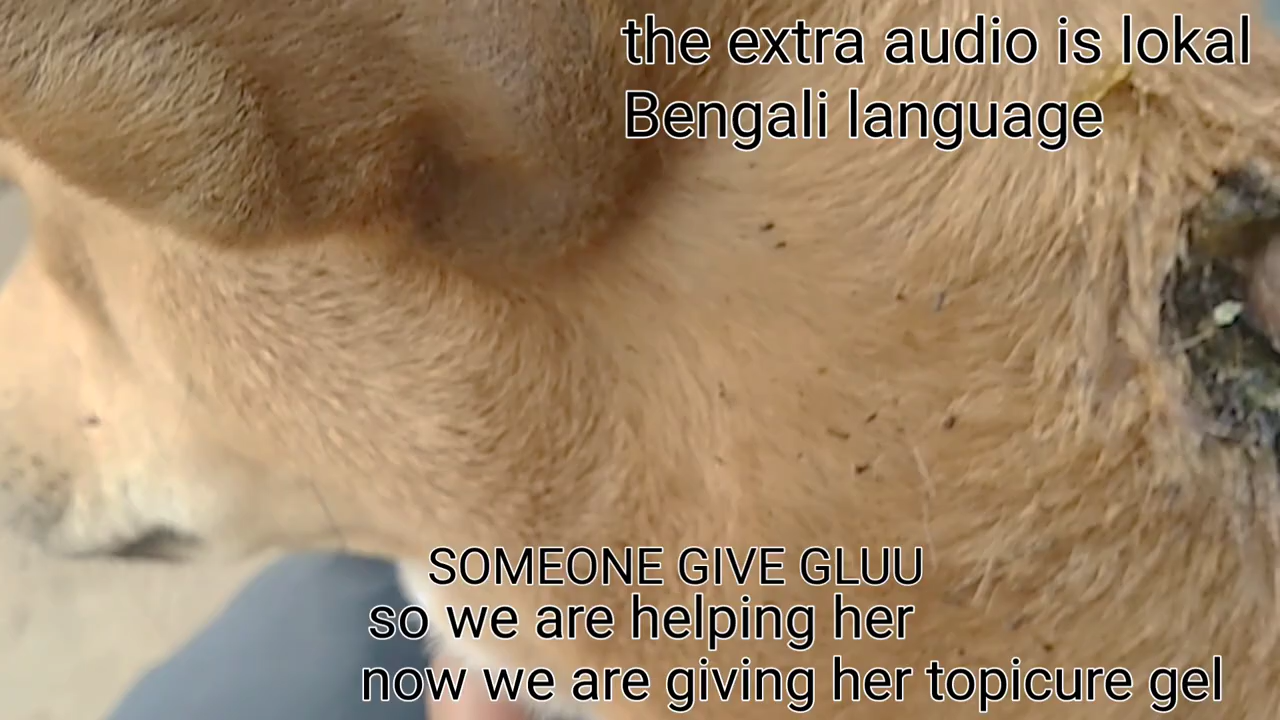 the extra audio is lokal
Bengali language
SOMEONE GIVE GLUU
so we are helping her
now we are giving her topicure gel